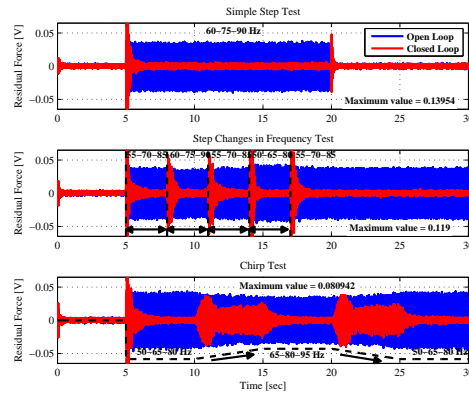 Simple Step Test
60−75−90 Hz
Open Loop
Closed Loop
Maximum value = 0.13954
Residual Force [V]
0.05
0
−0.05
0 5 10 15 20 25 30
Step Changes in Frequency Test
55−70−85 60−75−90 55−70−85 50−65−80 55−70−85
Maximum value = 0.119
Residual Force [V]
0.05
0
−0.05
0 5 10 15 20 25 30
Chirp Test
Maximum value = 0.080942
50−65−80 Hz
65−80−95 Hz
50−65−80 Hz
Residual Force [V]
0.05
0
−0.05
0 5 10 15 20 25 30
Time [sec]